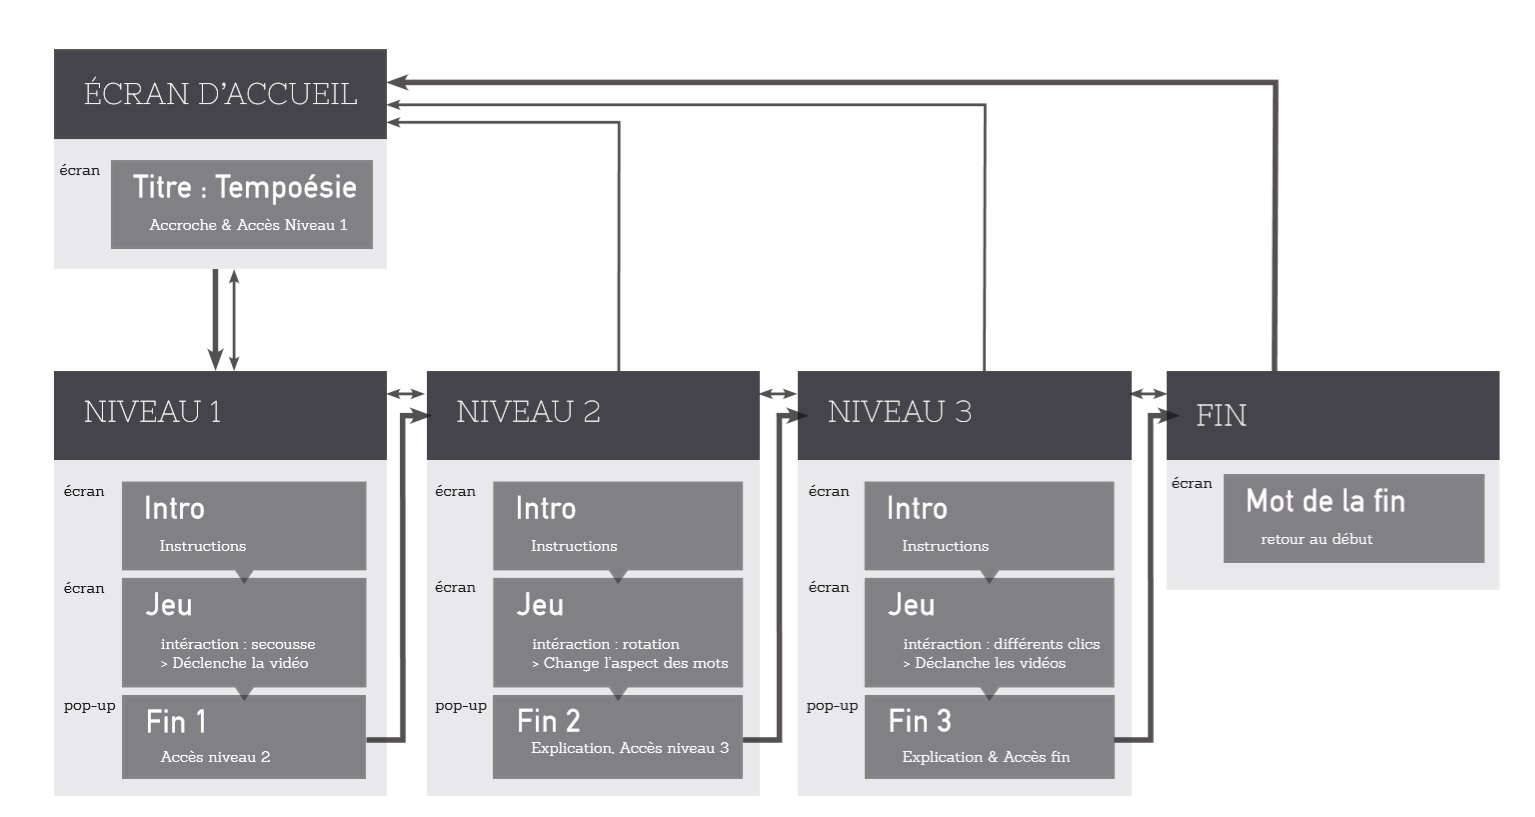 ÉCRAN D'ACCUEIL
écran
Titre : Tempoésie
Accroche & Accès Niveau 1
NIVEAU 1
écran
Intro
Instructions
écran
Jeu
intéraction : secousse
> Déclenche la vidéo
pop-up
Fin 1
Accès niveau 2
NIVEAU 2
écran
Intro
Instructions
écran
Jeu
intéraction : rotation
> Change l'aspect des mots
pop-up
Fin 2
Explication, Accès niveau 3
NIVEAU 3
écran
Intro
Instructions
écran
Jeu
intéraction : différents clics
> Déclanche les vidéos
pop-up
Fin 3
Explication & Accès fin
FIN
écran
Mot de la fin
retour au début